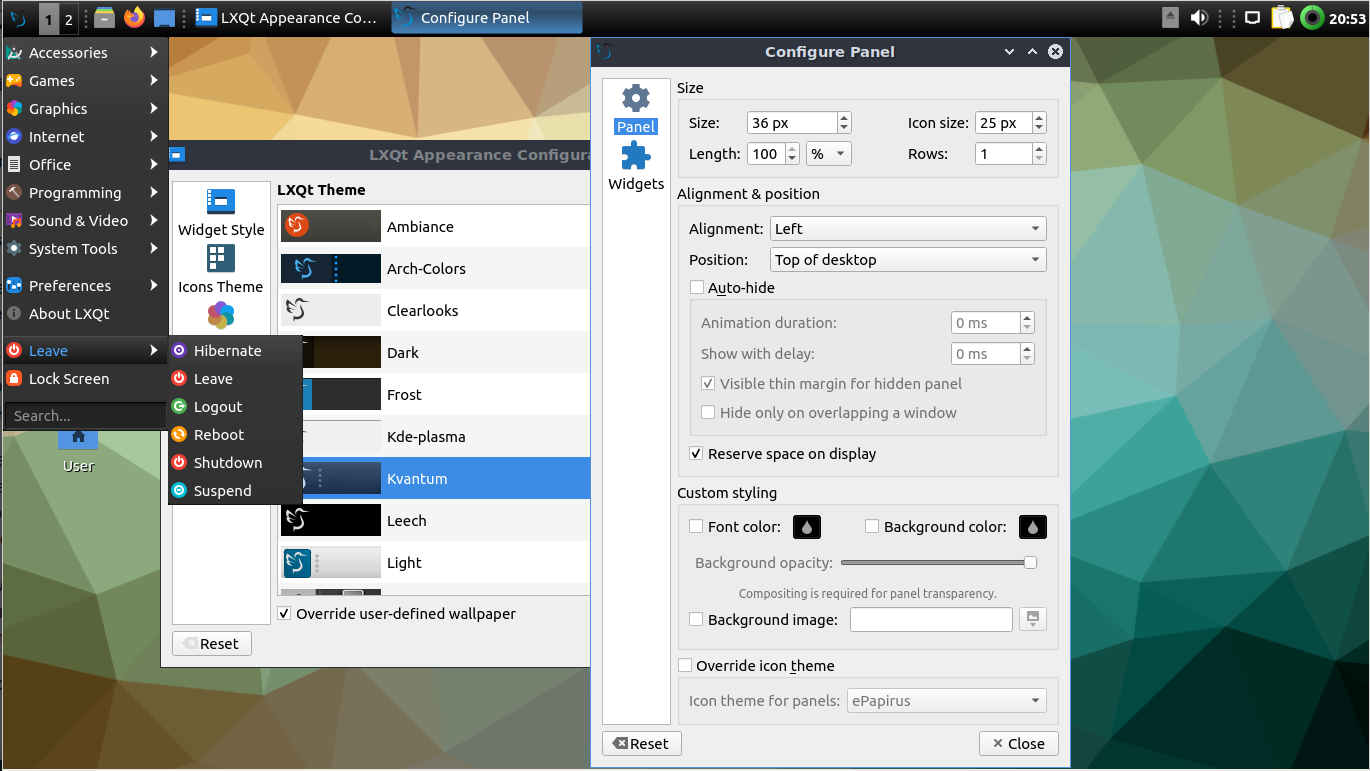 1 2 LXQt Appearance Co... Configure Panel 20:53
Accessories
Games
Graphics
Internet
Office
Programming
Sound & Video
System Tools
Preferences
About LXQt
Leave
Lock Screen
Search...
Hibernate
Leave
Logout
Reboot
Shutdown
Suspend
User
LXQt Appearance Configura
Widget Style
Icons Theme
LXQt Theme
Ambiance
Arch-Colors
Clearlooks
Dark
Frost
Kde-plasma
Kvantum
Leech
Light
Override user-defined wallpaper
Reset
Configure Panel
Panel
Widgets
Size
Size: 36 px Icon size: 25 px
Length: 100 % Rows: 1
Alignment & position
Alignment: Left
Position: Top of desktop
Auto-hide
Animation duration: 0 ms
Show with delay: 0 ms
Visible thin margin for hidden panel
Hide only on overlapping a window
Reserve space on display
Custom styling
Font color: Background color:
Background opacity:
Compositing is required for panel transparency.
Background image:
Override icon theme
Icon theme for panels: ePapirus
Reset Close